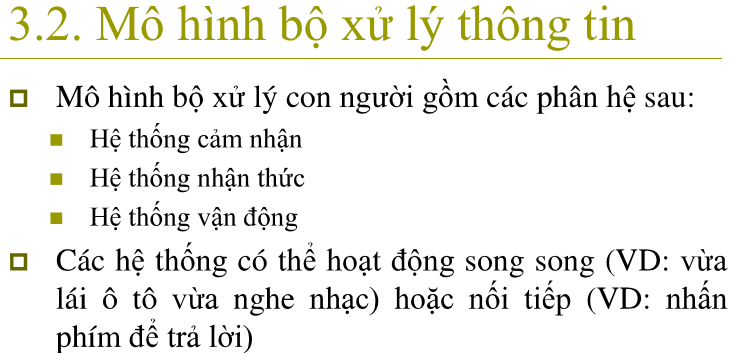 3.2. Mô hình bộ xử lý thông tin
Mô hình bộ xử lý con người gồm các phân hệ sau:
Hệ thống cảm nhận
Hệ thống nhận thức
Hệ thống vận động
Các hệ thống có thể hoạt động song song (VD: vừa
lái ô tô vừa nghe nhạc) hoặc nối tiếp (VD: nhấn
phím để trả lời)